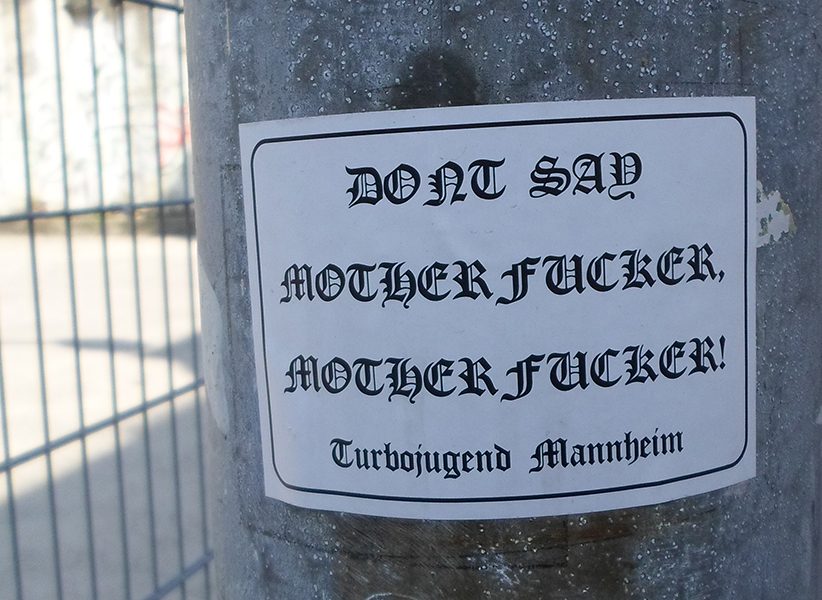 DONT SAY
MOTHERFUCKER,
MOTHERFUCKER!
Turbojugend Mannheim